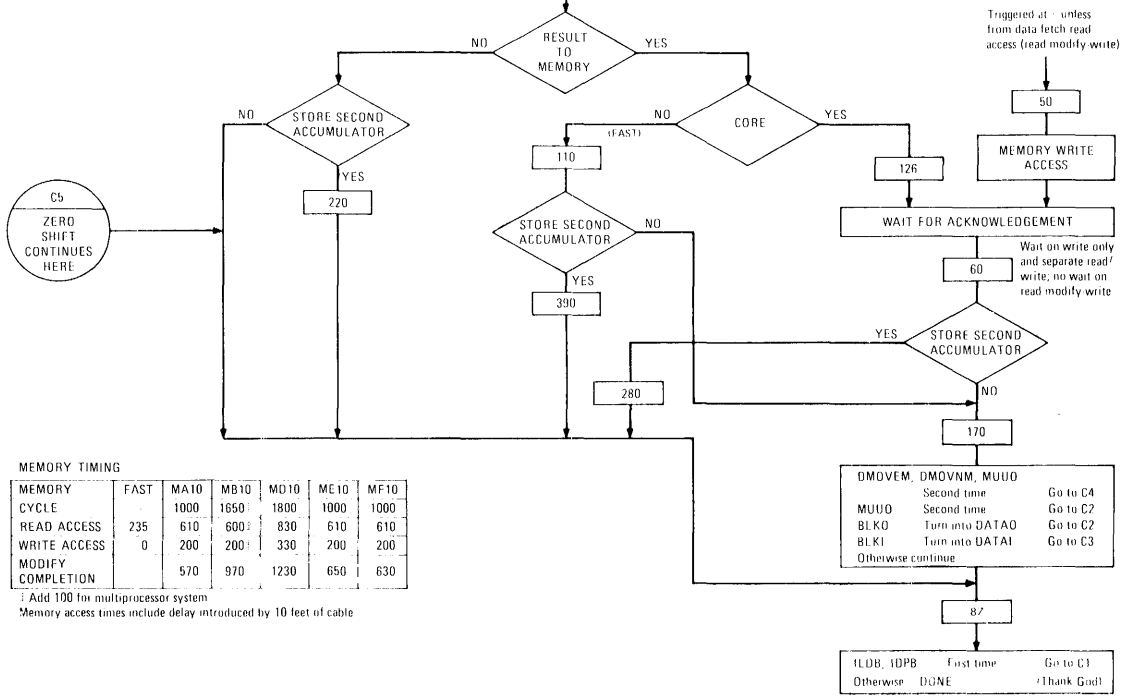 Triggered at unless
from data fetch read
access (read modify-write)
RESULT
TO
MEMORY
NO
YES
50
STORE SECOND
ACCUMULATOR
NO
YES
CORE
NO
(FAST)
YES
MEMORY WRITE
ACCESS
110
126
220
C5
ZERO
SHIFT
CONTINUES
HERE
STORE SECOND
ACCUMULATOR
NO
YES
WAIT FOR ACKNOWLEDGEMENT
Wait on write only
and separate read/
write; no wait on
read modify-write
60
390
STORE SECOND
ACCUMULATOR
YES
NO
280
170
MEMORY TIMING
MEMORY FAST MA10 MB10 MD10 ME10 MF10
CYCLE - 1000 1650 1800 1000 1000
READ ACCESS 235 610 600‡ 830 610 610
WRITE ACCESS 0 200 200‡ 330 200 200
MODIFY
COMPLETION 570 970 1230 650 630
‡ Add 100 for multiprocessor system
Memory access times include delay introduced by 10 feet of cable
DMOVEM, DMOVNM, MUUO
Second time Go to C4
MUUO Second time Go to C2
BLKO Turn into DATAO Go to C2
BLKI Turn into DATAI Go to C3
Otherwise continue
87
ILDB, IDPB First time Go to C1
Otherwise DONE (Thank God)